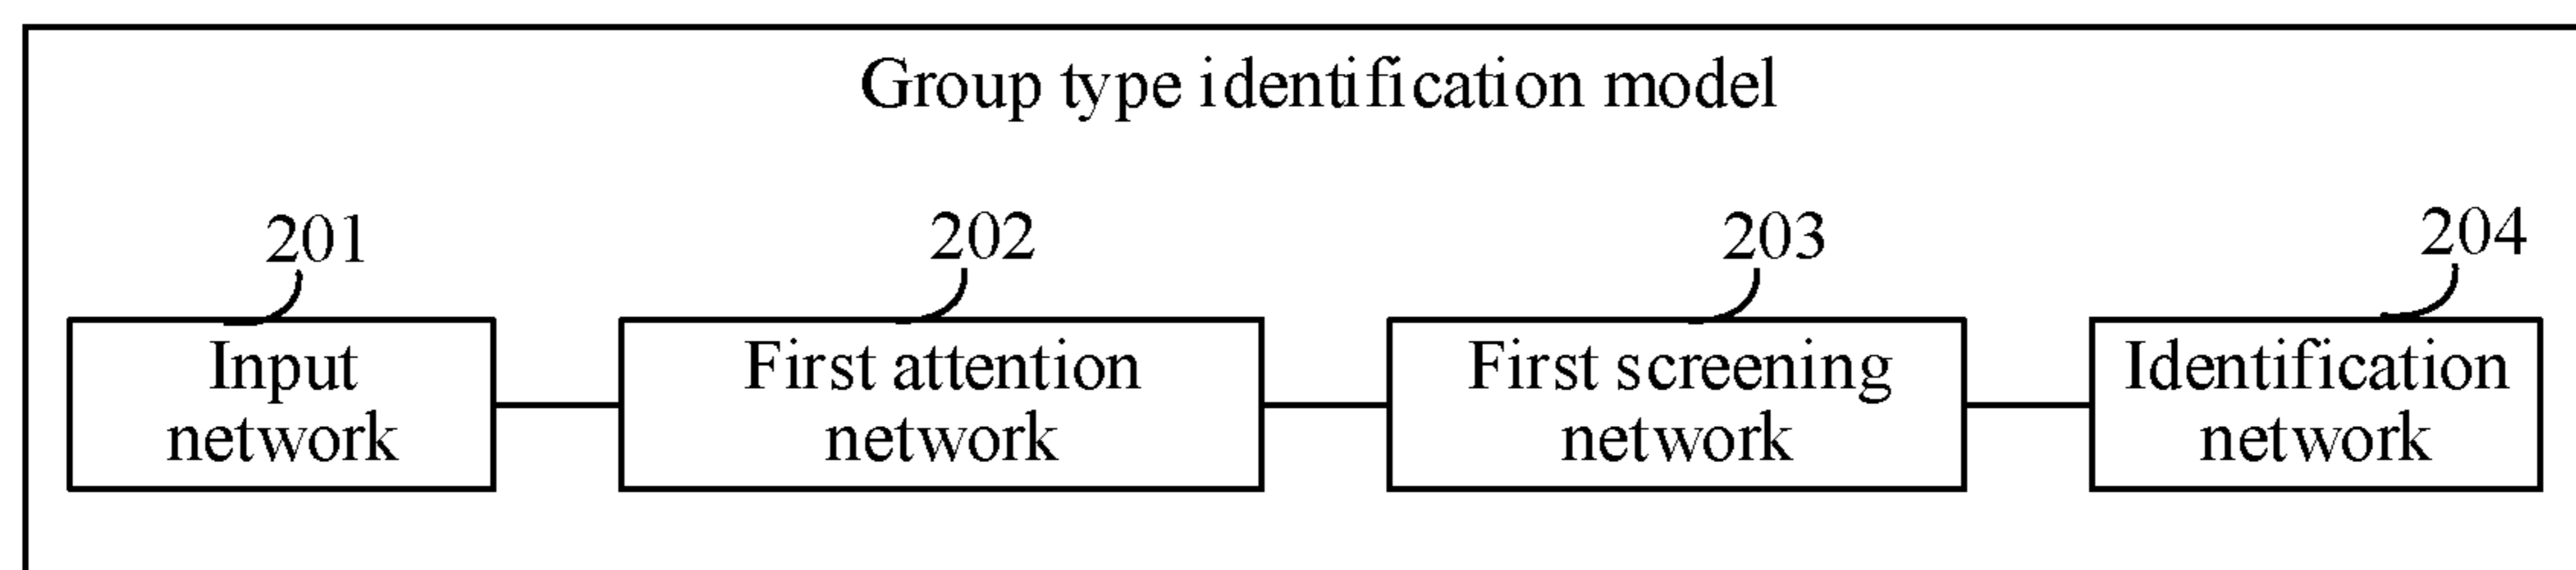 Group type identification model
201
202
203
204
Input
network
First attention
network
First screening
network
Identification
network